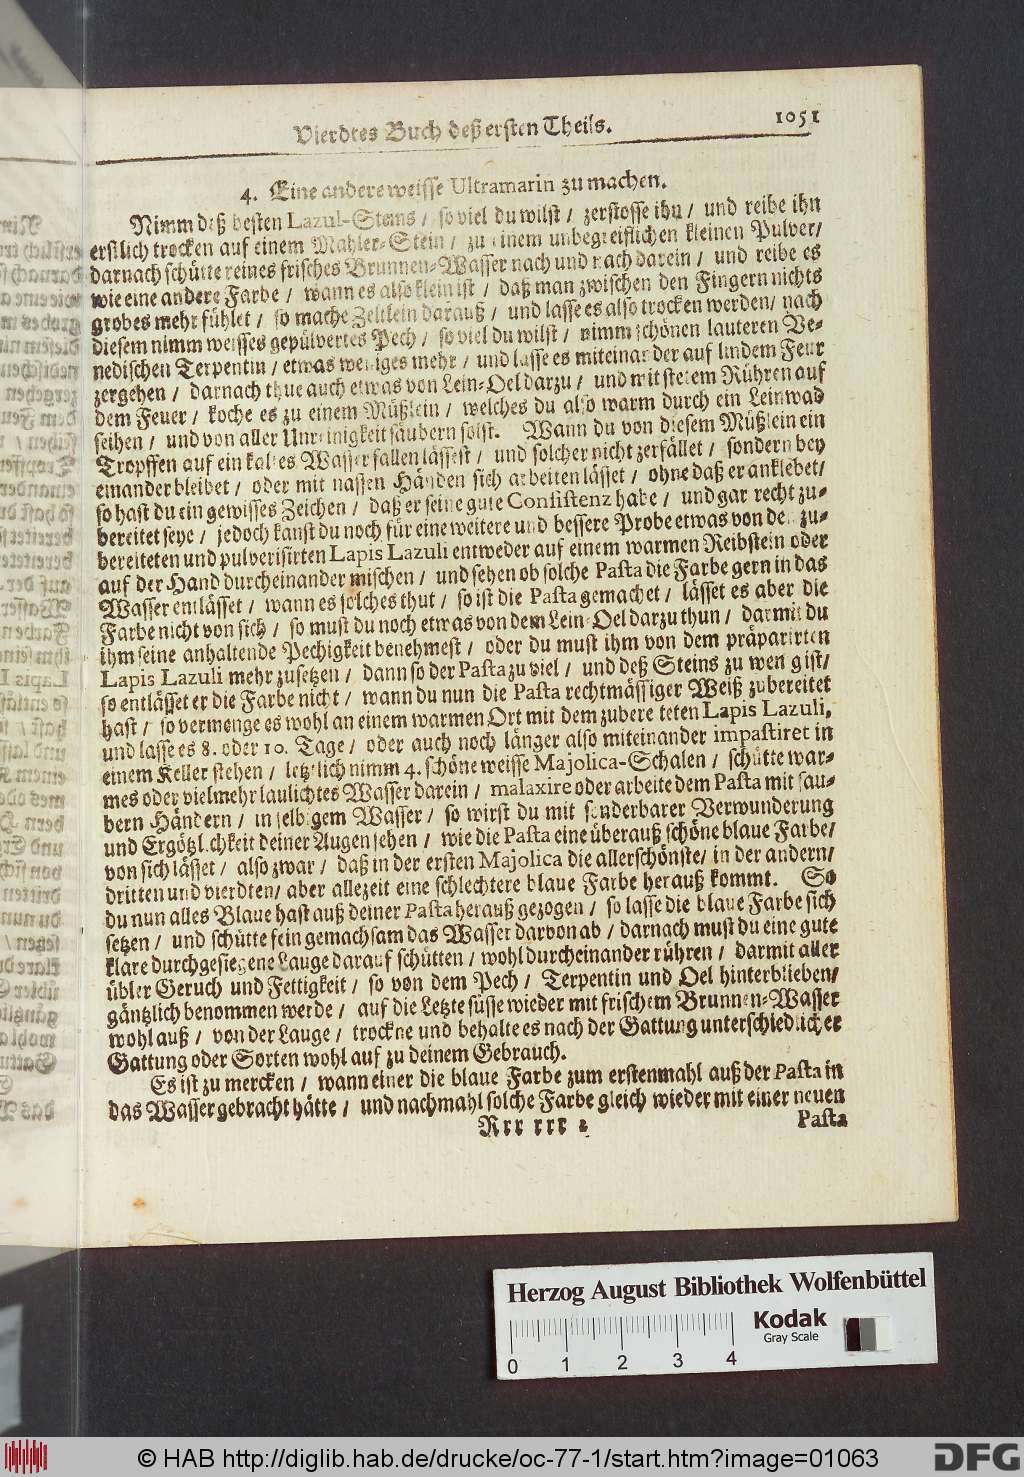 Vierdtes Buch deß ersten Theils. 1051
4. Eine andere weisse Ultramarin zu machen.
Nimm deß besten Lazul-Steins / so viel du wilst / zerstosse ihn / und reibe ihn
erstlich trocken auf einem Mahler-Stein / zu einem unbegreiflichen kleinen Pulver /
darnach schütte reines frisches Brunnen-Wasser nach und nach darein / und reibe es
wie eine andere Farbe / wann es also klein ist / daß man zwischen den Fingern nichts
grobes mehr fühlet / so mache Zeltlein darauß / und lasse es also trocken werden / nach
diesem nimm weisses gepülvertes Pech / so viel du wilst / nimm schönen lauteren Ve-
nedischen Terpentin / etwas weniges mehr / und lasse es miteinander auf lindem Feur
zergehen / darnach thue auch etwas von Lein-Oel darzu / und mit stetem Rühren auf
dem Feuer / koche es zu einem Müßlein / welches du also warm durch ein Leinwad
seihen / und von aller Unreinigkeit säubern solst. Wann du von diesem Müßlein ein
Tropffen auf ein kaltes Wasser fallen lässest / und solcher nicht zerfället / sondern bey
einander bleibet / oder mit nassen Händen sich arbeiten lässet / ohne daß er anklebet /
so hast du ein gewisses Zeichen / daß er seine gute Consistenz habe / und gar recht zu-
bereitet seye / jedoch kanst du noch für eine weitere und bessere Probe etwas von dem zu-
bereiteten und pulverisirten Lapis Lazuli entweder auf einem warmen Reibstein oder
auf der Hand durcheinander mischen / und sehen ob solche Pasta die Farbe gern in das
Wasser entlässet / wann es solches thut / so ist die Pasta gemachet / lässet es aber die
Farbe nicht von sich / so must du noch etwas von dem Lein-Oel darzu thun / darmit du
ihm seine anhaltende Pechigkeit benehmest / oder du must ihm von dem präparirten
Lapis Lazuli mehr zusetzen / dann so der Pasta zu viel / und deß Steins zu wenig ist /
so entlässet er die Farbe nicht / wann du nun die Pasta rechtmässiger Weiß zubereitet
hast / so vermenge es wohl an einem warmen Ort mit dem zubereiteten Lapis Lazuli,
und lasse es 8. oder 10. Tage / oder auch noch länger also miteinander impastiret in
einem Keller stehen / letztlich nimm 4. schöne weisse Majolica-Schalen / schütte war-
mes oder vielmehr laulichtes Wasser darein / malaxire oder arbeite dem Pasta mit sau-
bern Händern / in selbigem Wasser / so wirst du mit sonderbarer Verwunderung
und Ergötzlichkeit deiner Augen sehen / wie die Pasta eine überauß schöne blaue Farbe /
von sich lässet / also zwar / daß in der ersten Majolica die allerschönste / in der andern /
dritten und vierdten / aber allezeit eine schlechtere blaue Farbe herauß kommt. So
du nun alles Blaue hast auß deiner Pasta herauß gezogen / so lasse die blaue Farbe sich
setzen / und schütte fein gemachsam das Wasser darvon ab / darnach must du eine gute
klare durchgesiegene Lauge darauf schütten / wohl durcheinander rühren / darmit aller
übler Geruch und Fettigkeit / so von dem Pech / Terpentin und Oel hinterblieben /
gäntzlich benommen werde / auf die Letzte süsse wieder mit frischem Brunnen-Wasser
wohl auß / von der Lauge / trockne und behalte es nach der Gattung unterschiedlicher
Gattung oder Sorten wohl auf zu deinem Gebrauch.
Es ist zu mercken / wann einer die blaue Farbe zum erstenmahl auß der Pasta in
das Wasser gebracht hätte / und nachmahl solche Farbe gleich wieder mit einer neuen
Rrr rrr 2 Pasta
Herzog August Bibliothek Wolfenbüttel
Kodak
Gray Scale
0 1 2 3 4
© HAB http://diglib.hab.de/drucke/oc-77-1/start.htm?image=01063
DFG